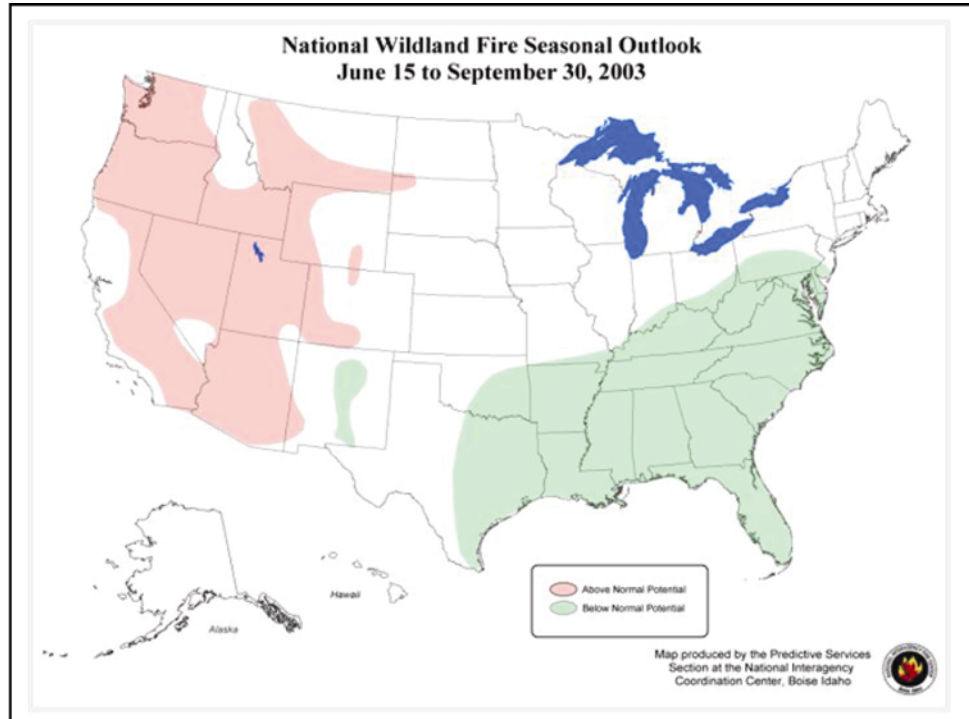 National Wildland Fire Seasonal Outlook
June 15 to September 30, 2003
Hawaii
Alaska
Above Normal Potential
Below Normal Potential
Map produced by the Predictive Services
Section at the National Interagency
Coordination Center, Boise Idaho